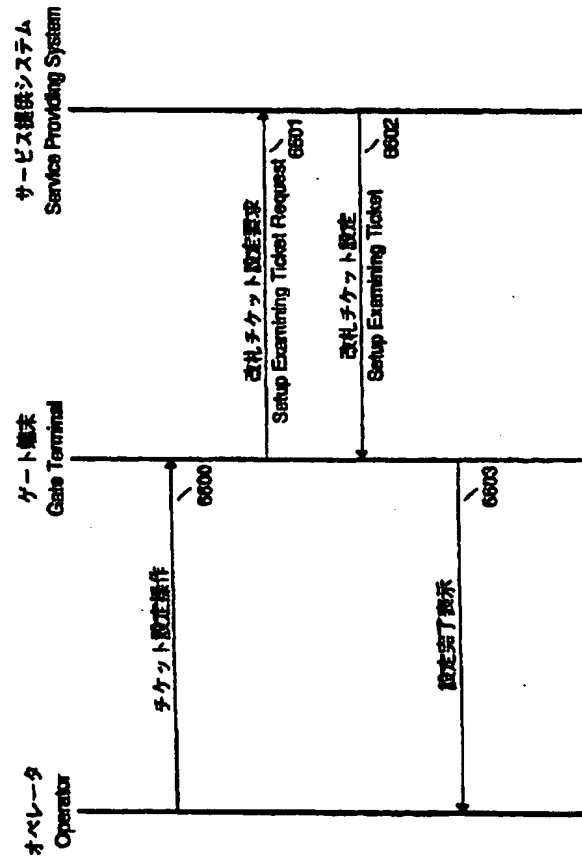 オペレータ
Operator
ゲート端末
Gate Terminal
サービス提供システム
Service Providing System
チケット設定操作
6600
改札チケット設定要求
Setup Examining Ticket Request
6601
改札チケット設定
Setup Examining Ticket
6602
設定完了表示
6603